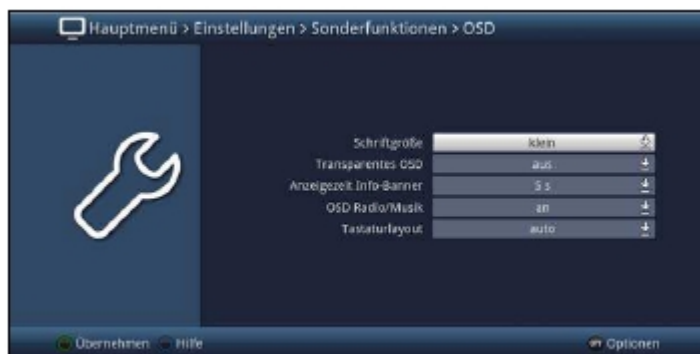 Hauptmenü > Einstellungen > Sonderfunktionen > OSD
Schriftgröße klein
Transparentes OSD aus
Anzeigezeit Info-Banner 5 s
OSD Radio/Musik an
Tastaturlayout auto
Übernehmen Hilfe Optionen